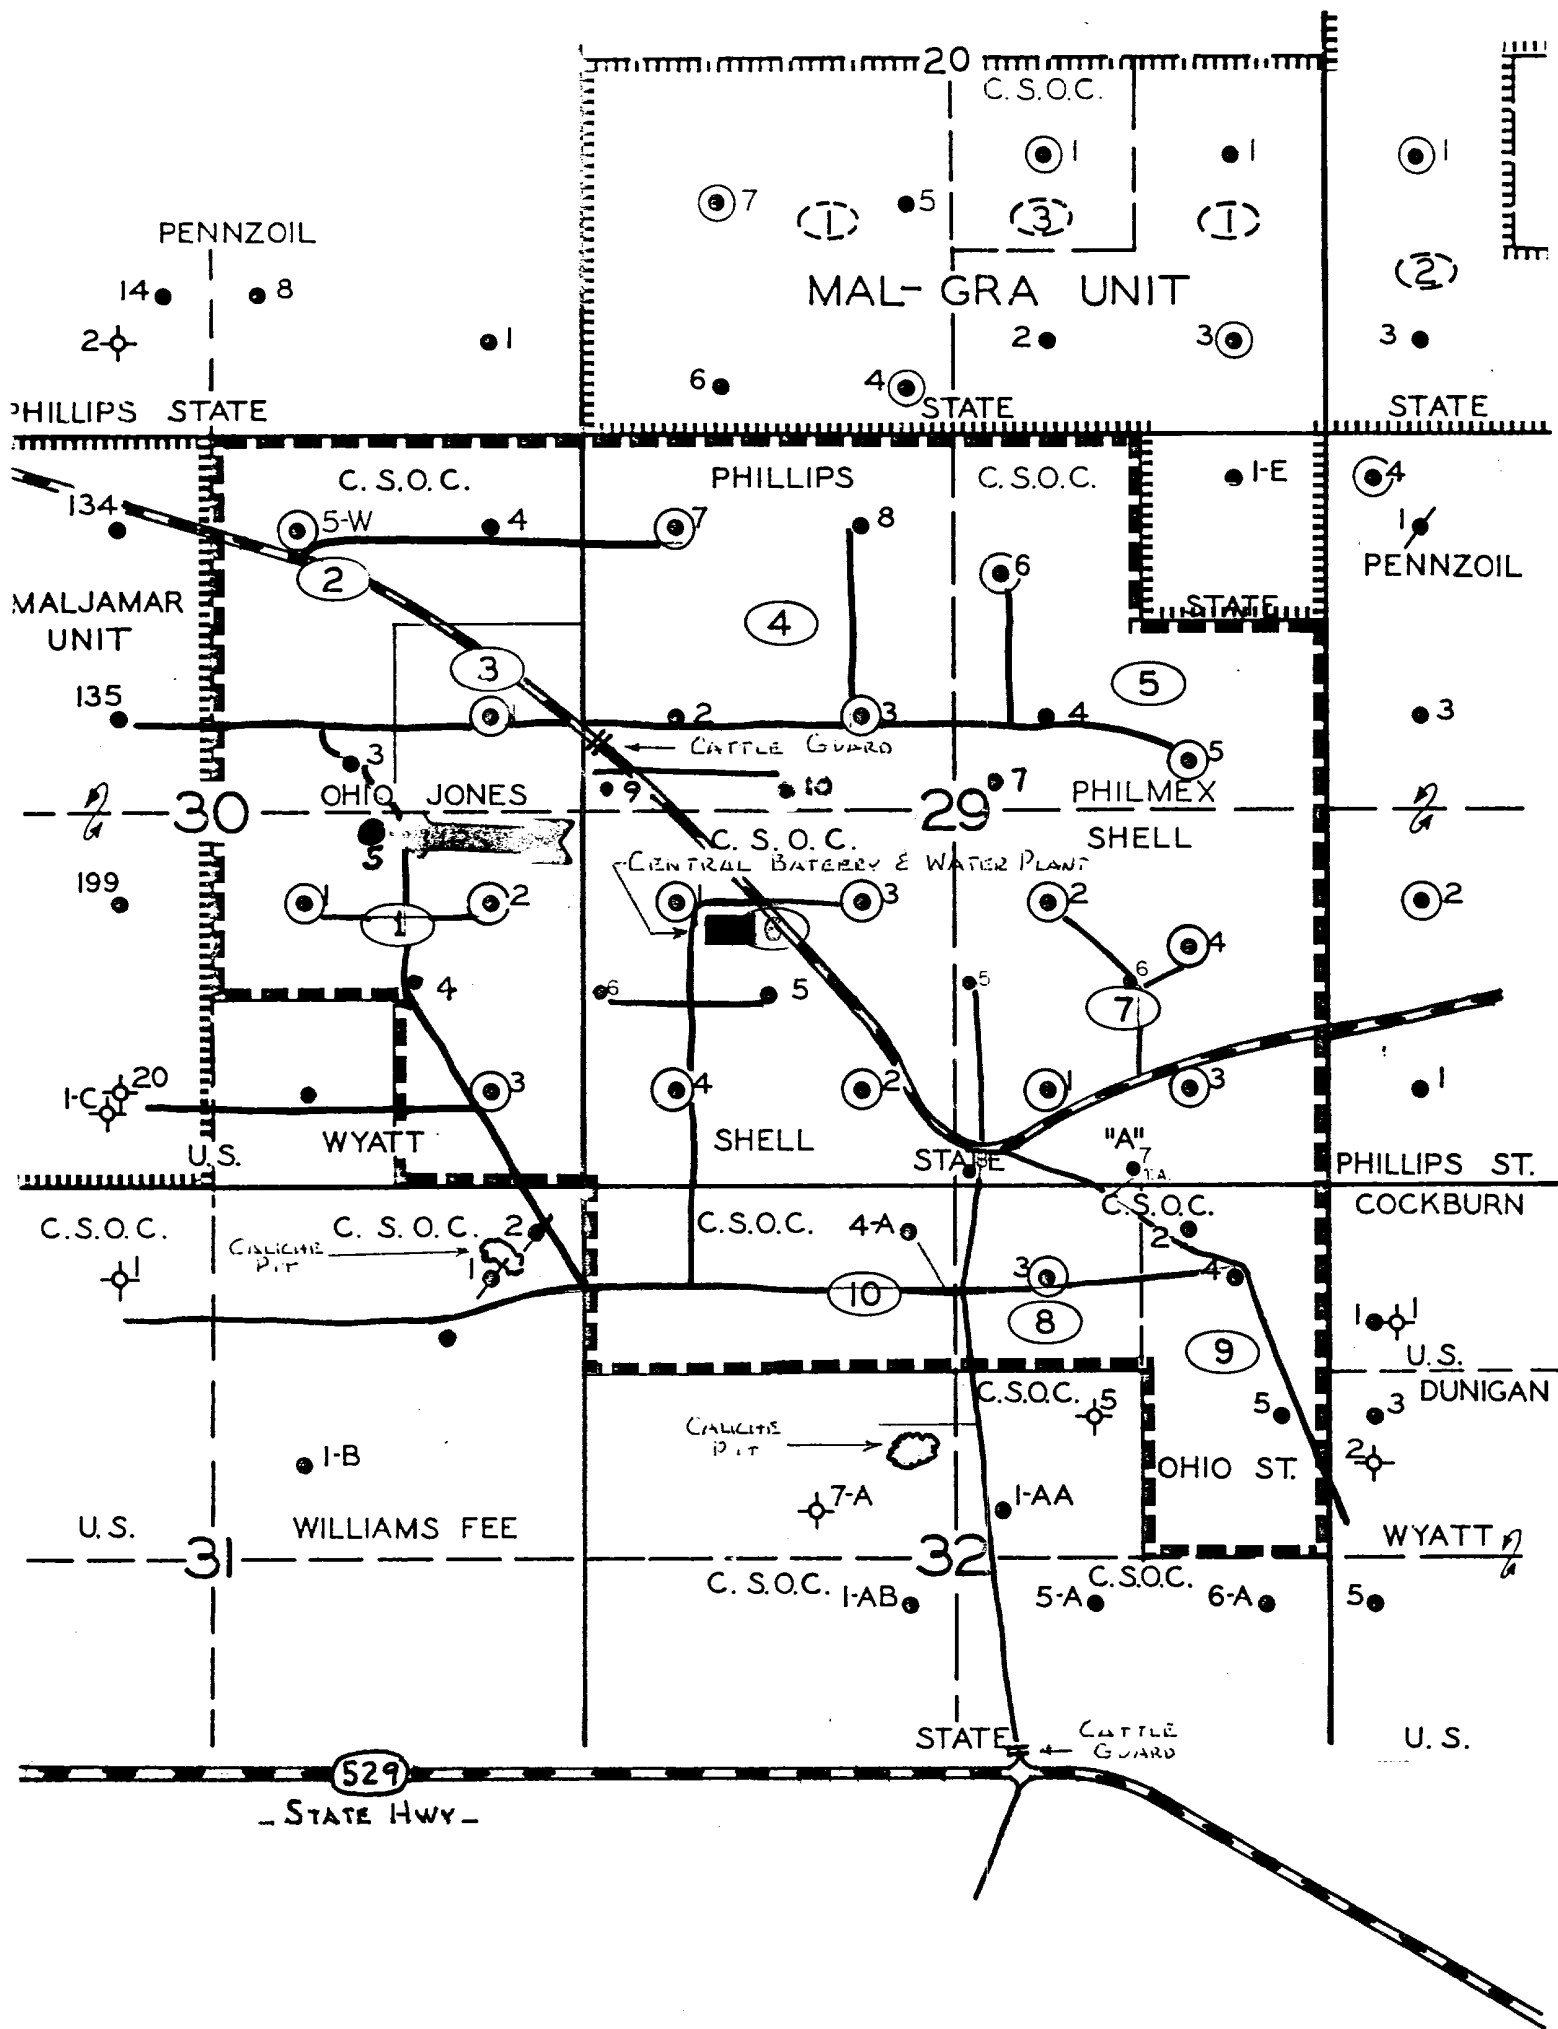 20
C.S.O.C.
1 1 1
7 5
1 3 1
PENNZOIL
2
14 8
MAL-GRA UNIT
2 1 2 3 3
6 4
PHILLIPS STATE STATE STATE
C.S.O.C. PHILLIPS C.S.O.C. 1-E 4
134 5-W 4 7 8 1
6 PENNZOIL
2
MALJAMAR STATE
UNIT 4
3 5
135
1 2 3 4 3
CATTLE GUARD
3 5
9 10 7
OHIO JONES PHILMEX
30 29
C.S.O.C. SHELL
5
CENTRAL BATERRY & WATER PLANT
199
1 2 1 3 2 2
1 6 4
4 6 5 5 6
7
20
1-C 3 4 2 1 3 1
WYATT SHELL "A"
U.S. STATE 7
T.A. PHILLIPS ST.
C.S.O.C. COCKBURN
C.S.O.C. C.S.O.C. 2 C.S.O.C. 4-A
2
CALICHE
PIT
1 1 3 4
10
8 1 1
9 U.S.
C.S.O.C. DUNIGAN
5 5 3
CALICHE
PIT
2
1-B OHIO ST.
7-A 1-AA
U.S. WILLIAMS FEE WYATT
31 32
C.S.O.C. C.S.O.C.
1-AB 5-A 6-A 5
STATE CATTLE
GUARD
U.S.
529
STATE HWY